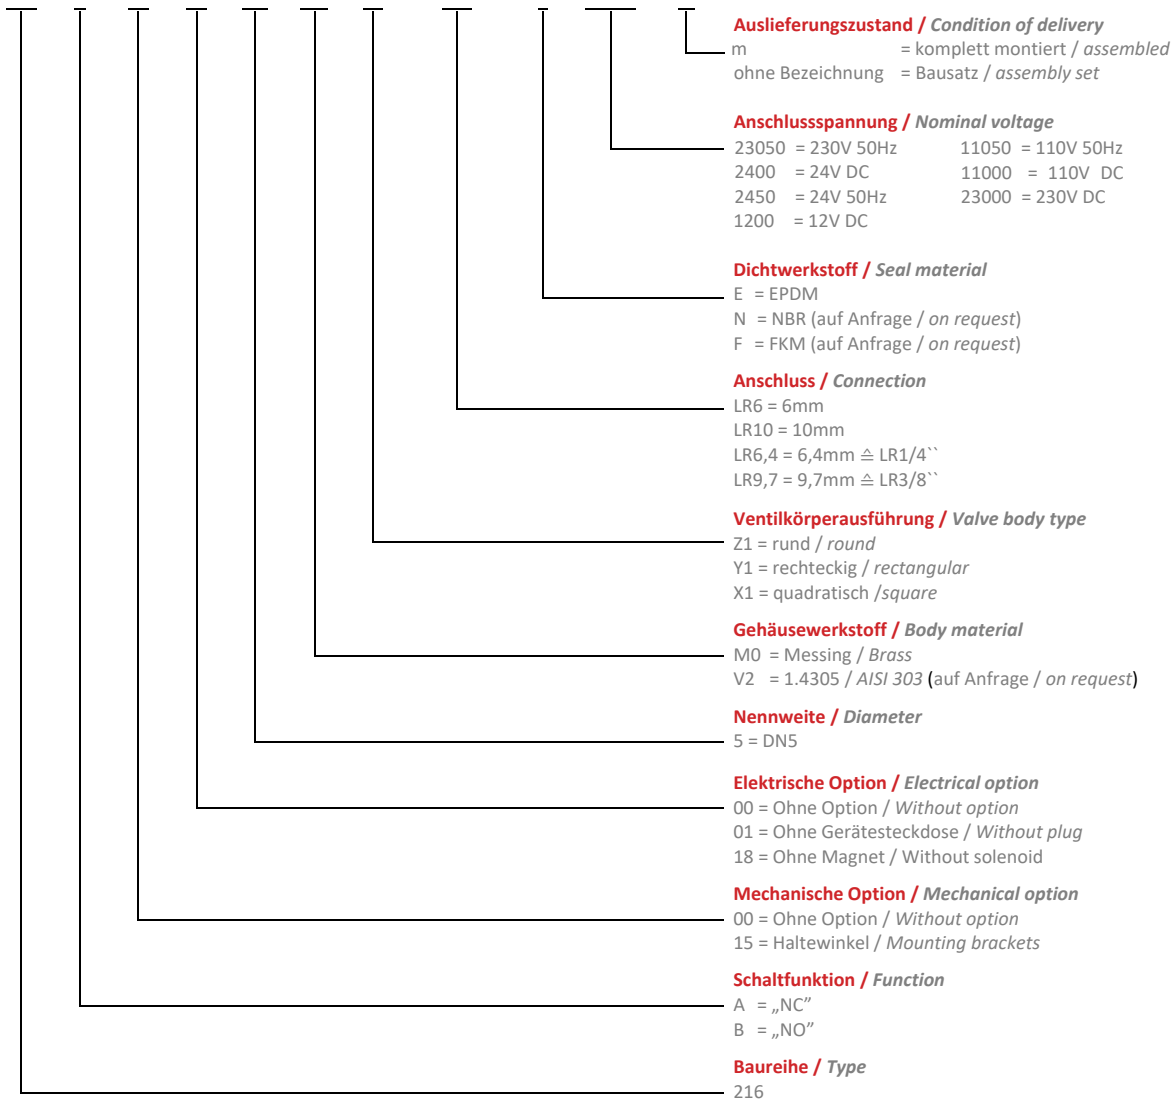 Auslieferungszustand / Condition of delivery
m = komplett montiert / assembled
ohne Bezeichnung = Bausatz / assembly set
Anschlussspannung / Nominal voltage
23050 = 230V 50Hz 11050 = 110V 50Hz
2400 = 24V DC 11000 = 110V DC
2450 = 24V 50Hz 23000 = 230V DC
1200 = 12V DC
Dichtwerkstoff / Seal material
E = EPDM
N = NBR (auf Anfrage / on request)
F = FKM (auf Anfrage / on request)
Anschluss / Connection
LR6 = 6mm
LR10 = 10mm
LR6,4 = 6,4mm ≙ LR1/4``
LR9,7 = 9,7mm ≙ LR3/8``
Ventilkörperausführung / Valve body type
Z1 = rund / round
Y1 = rechteckig / rectangular
X1 = quadratisch /square
Gehäusewerkstoff / Body material
M0 = Messing / Brass
V2 = 1.4305 / AISI 303 (auf Anfrage / on request)
Nennweite / Diameter
5 = DN5
Elektrische Option / Electrical option
00 = Ohne Option / Without option
01 = Ohne Gerätesteckdose / Without plug
18 = Ohne Magnet / Without solenoid
Mechanische Option / Mechanical option
00 = Ohne Option / Without option
15 = Haltewinkel / Mounting brackets
Schaltfunktion / Function
A = „NC”
B = „NO”
Baureihe / Type
216